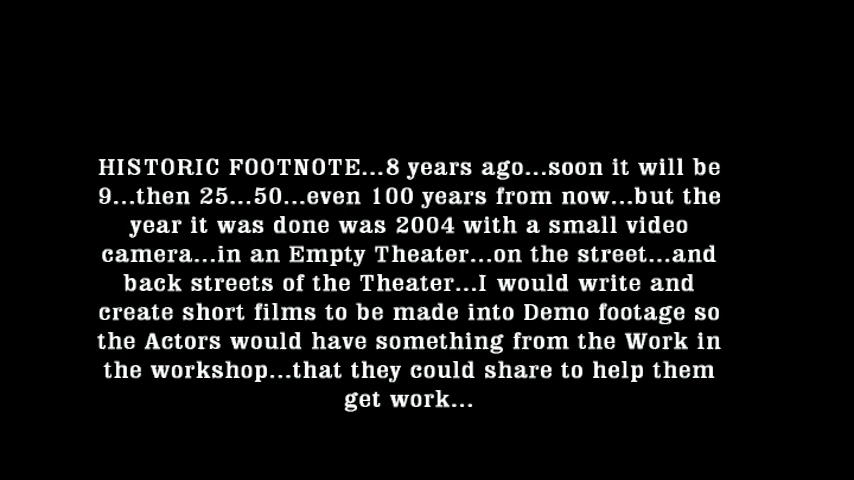 HISTORIC FOOTNOTE...8 years ago...soon it will be
9...then 25...50...even 100 years from now...but the
year it was done was 2004 with a small video
camera...in an Empty Theater...on the street...and
back streets of the Theater...I would write and
create short films to be made into Demo footage so
the Actors would have something from the Work in
the workshop...that they could share to help them
get work...